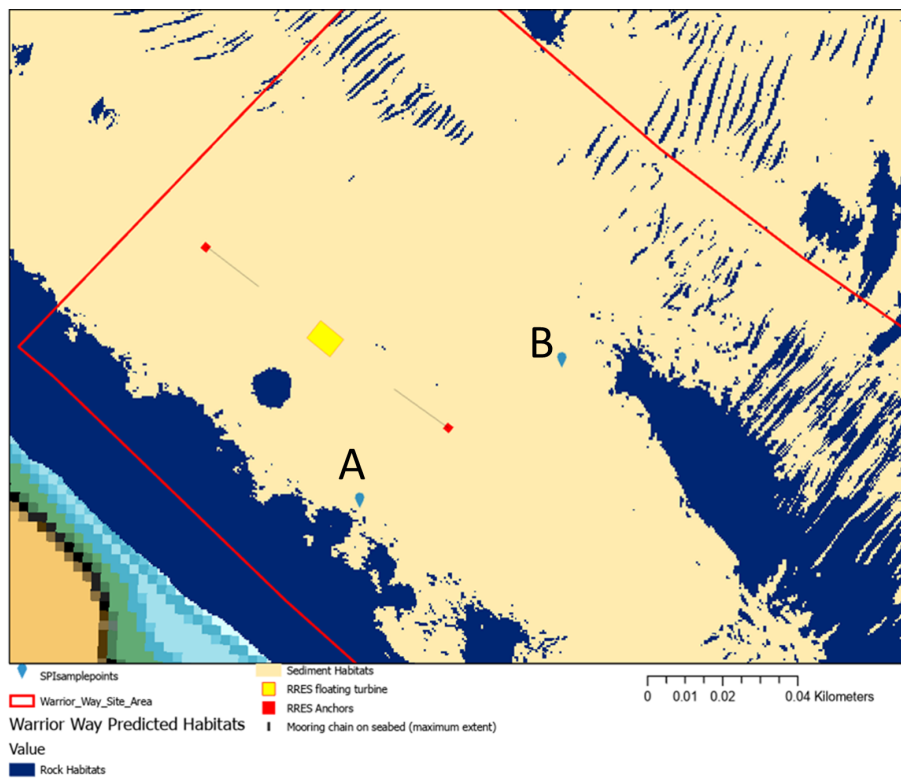 B
A
SPIsamplepoints
Warrior_Way_Site_Area
Warrior Way Predicted Habitats
Value
Rock Habitats
Sediment Habitats
RRES floating turbine
RRES Anchors
Mooring chain on seabed (maximum extent)
0 0.01 0.02 0.04 Kilometers